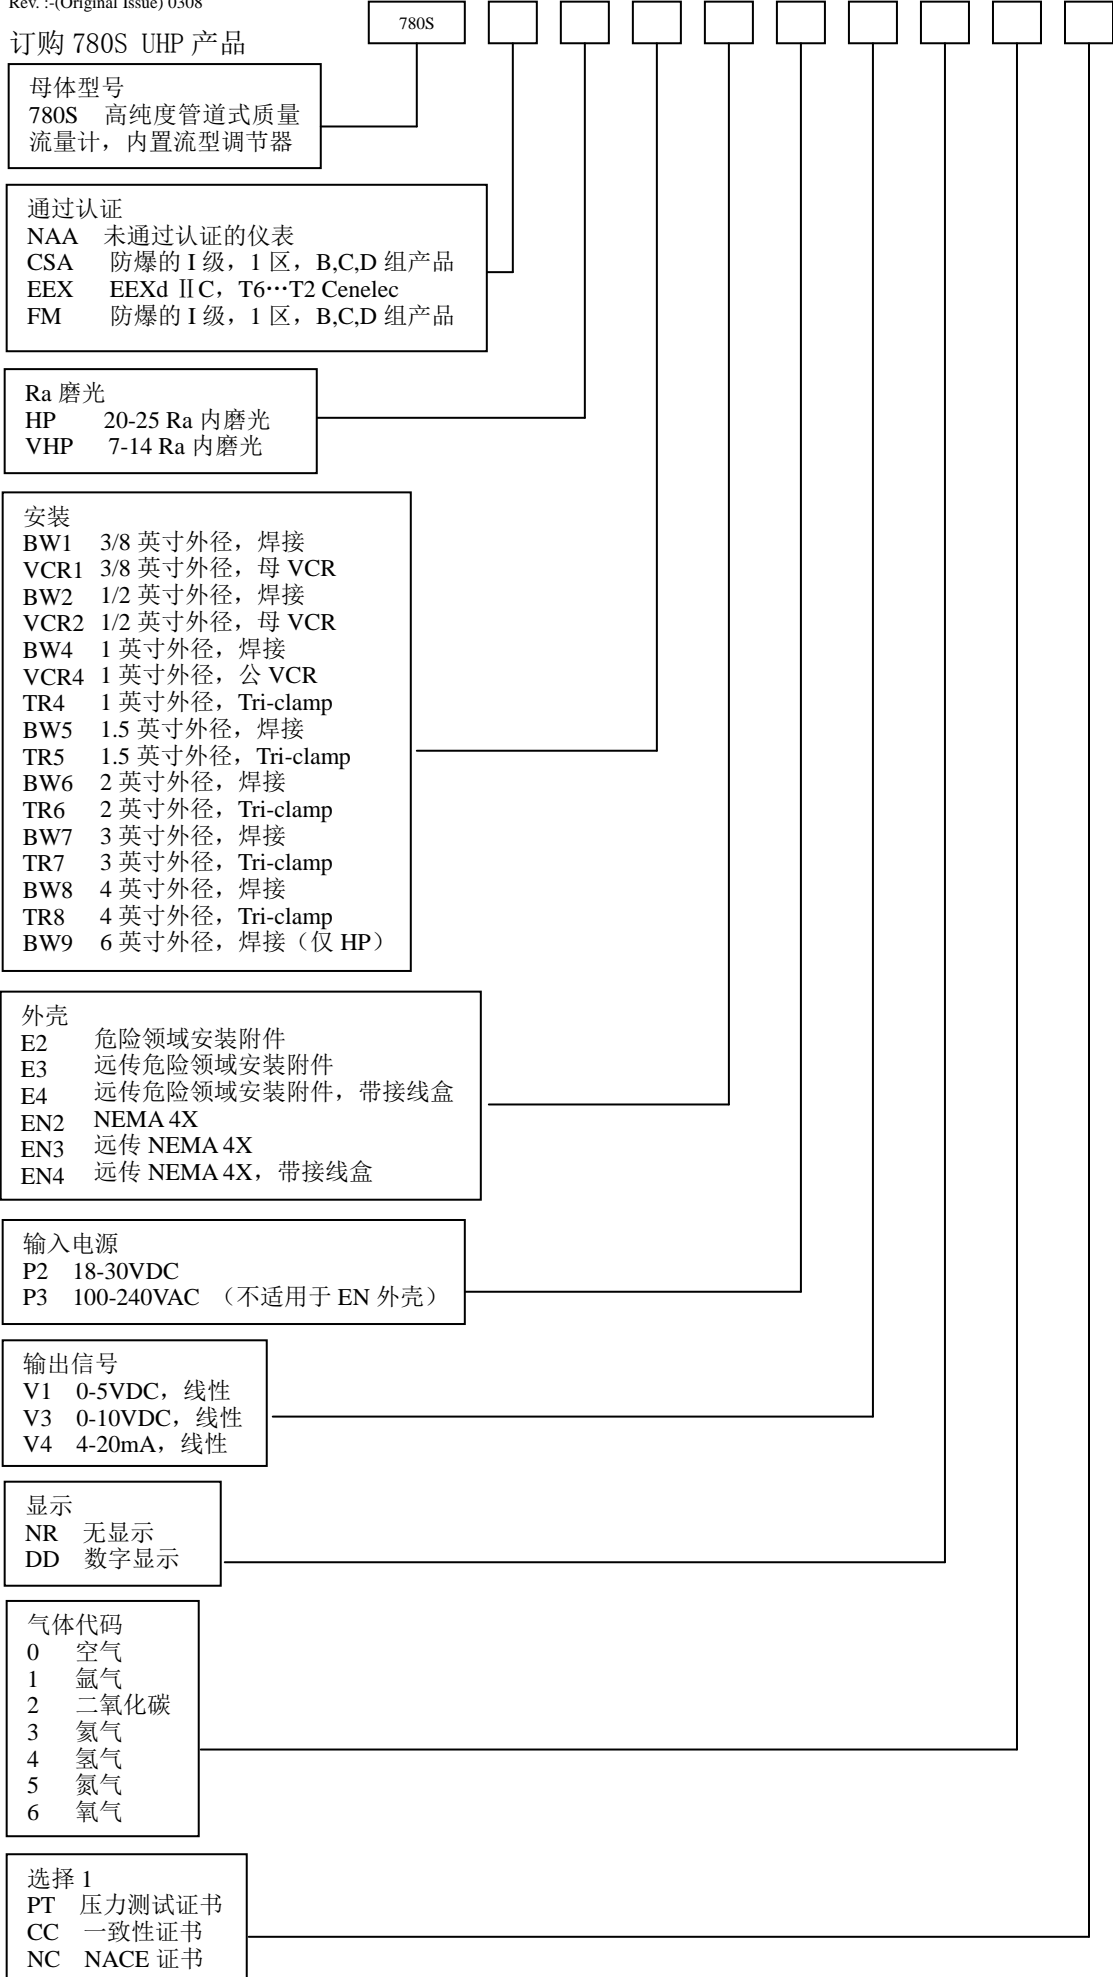 Rev. :-(Original Issue) 0308
订购 780S UHP 产品
780S
母体型号
780S 高纯度管道式质量
流量计，内置流型调节器
通过认证
NAA 未通过认证的仪表
CSA 防爆的 I 级，1 区，B,C,D 组产品
EEX EEXd ⅡC，T6…T2 Cenelec
FM 防爆的 I 级，1 区，B,C,D 组产品
Ra 磨光
HP 20-25 Ra 内磨光
VHP 7-14 Ra 内磨光
安装
BW1 3/8 英寸外径，焊接
VCR1 3/8 英寸外径，母 VCR
BW2 1/2 英寸外径，焊接
VCR2 1/2 英寸外径，母 VCR
BW4 1 英寸外径，焊接
VCR4 1 英寸外径，公 VCR
TR4 1 英寸外径，Tri-clamp
BW5 1.5 英寸外径，焊接
TR5 1.5 英寸外径，Tri-clamp
BW6 2 英寸外径，焊接
TR6 2 英寸外径，Tri-clamp
BW7 3 英寸外径，焊接
TR7 3 英寸外径，Tri-clamp
BW8 4 英寸外径，焊接
TR8 4 英寸外径，Tri-clamp
BW9 6 英寸外径，焊接（仅 HP）
外壳
E2 危险领域安装附件
E3 远传危险领域安装附件
E4 远传危险领域安装附件，带接线盒
EN2 NEMA 4X
EN3 远传 NEMA 4X
EN4 远传 NEMA 4X，带接线盒
输入电源
P2 18-30VDC
P3 100-240VAC （不适用于 EN 外壳）
输出信号
V1 0-5VDC，线性
V3 0-10VDC，线性
V4 4-20mA，线性
显示
NR 无显示
DD 数字显示
气体代码
0 空气
1 氩气
2 二氧化碳
3 氦气
4 氢气
5 氮气
6 氧气
选择 1
PT 压力测试证书
CC 一致性证书
NC NACE 证书